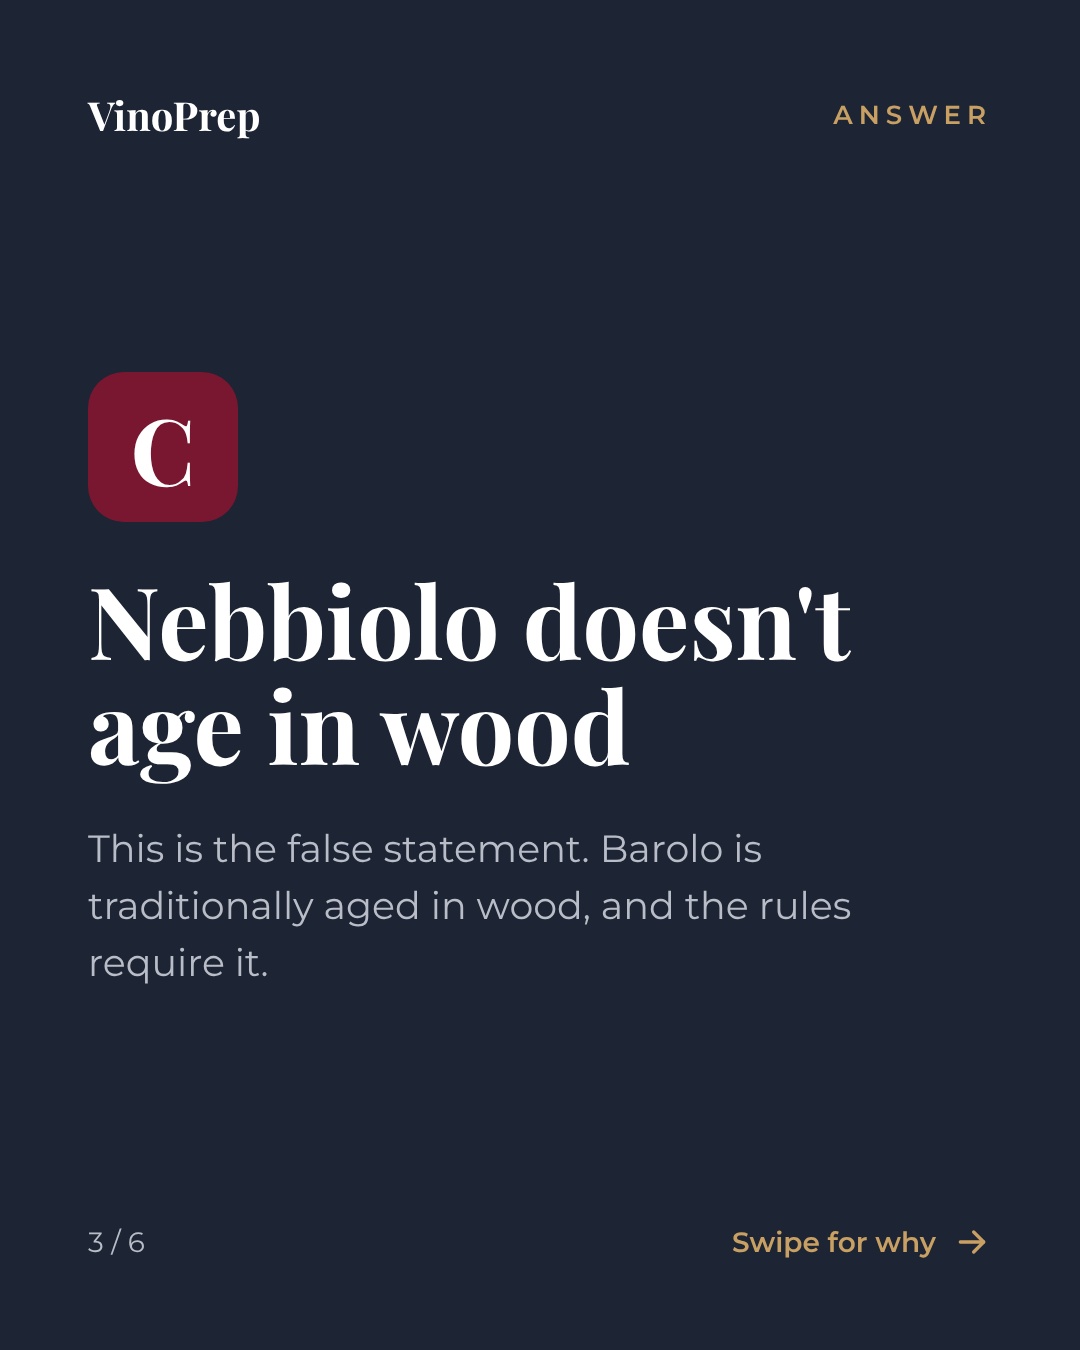 VinoPrep
ANSWER
C
Nebbiolo doesn't
age in wood
This is the false statement. Barolo is
traditionally aged in wood, and the rules
require it.
3 / 6
Swipe for why →